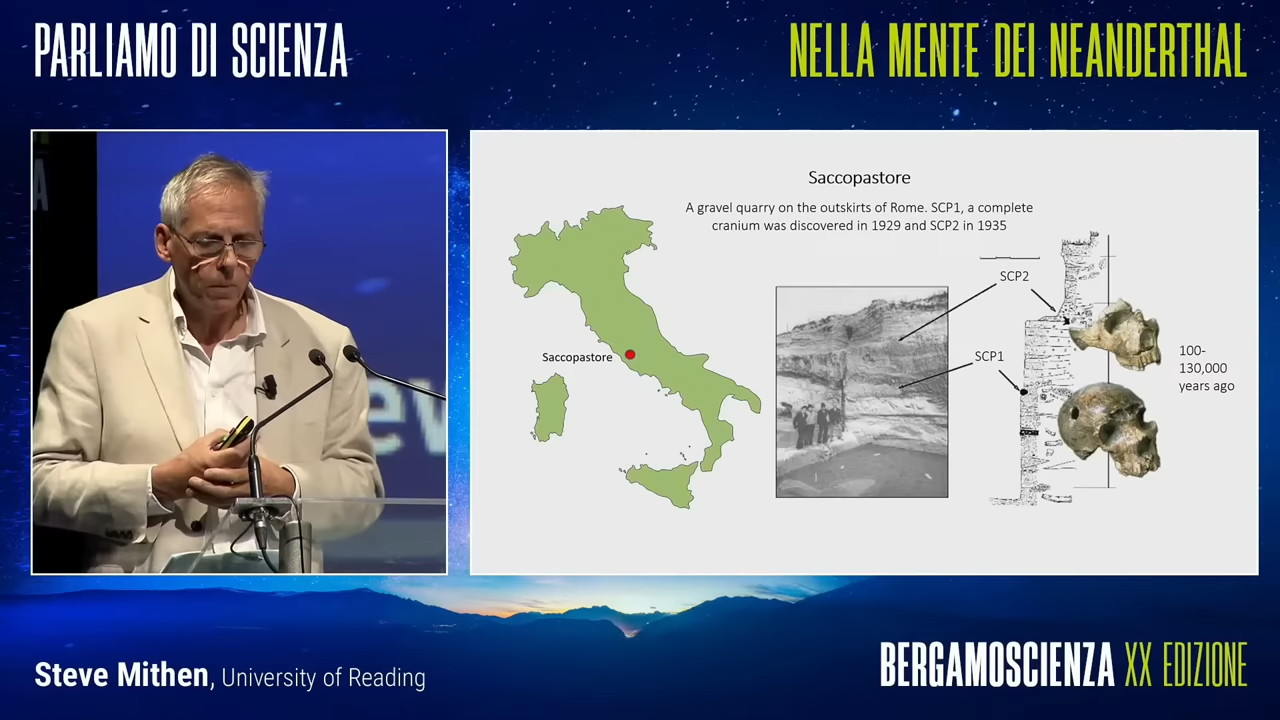 PARLIAMO DI SCIENZA
NELLA MENTE DEI NEANDERTHAL
Saccopastore
A gravel quarry on the outskirts of Rome. SCP1, a complete
cranium was discovered in 1929 and SCP2 in 1935
SCP2
Saccopastore
SCP1
100-
130,000
years ago
ev
Steve Mithen, University of Reading
BERGAMOSCIENZA XX EDIZIONE